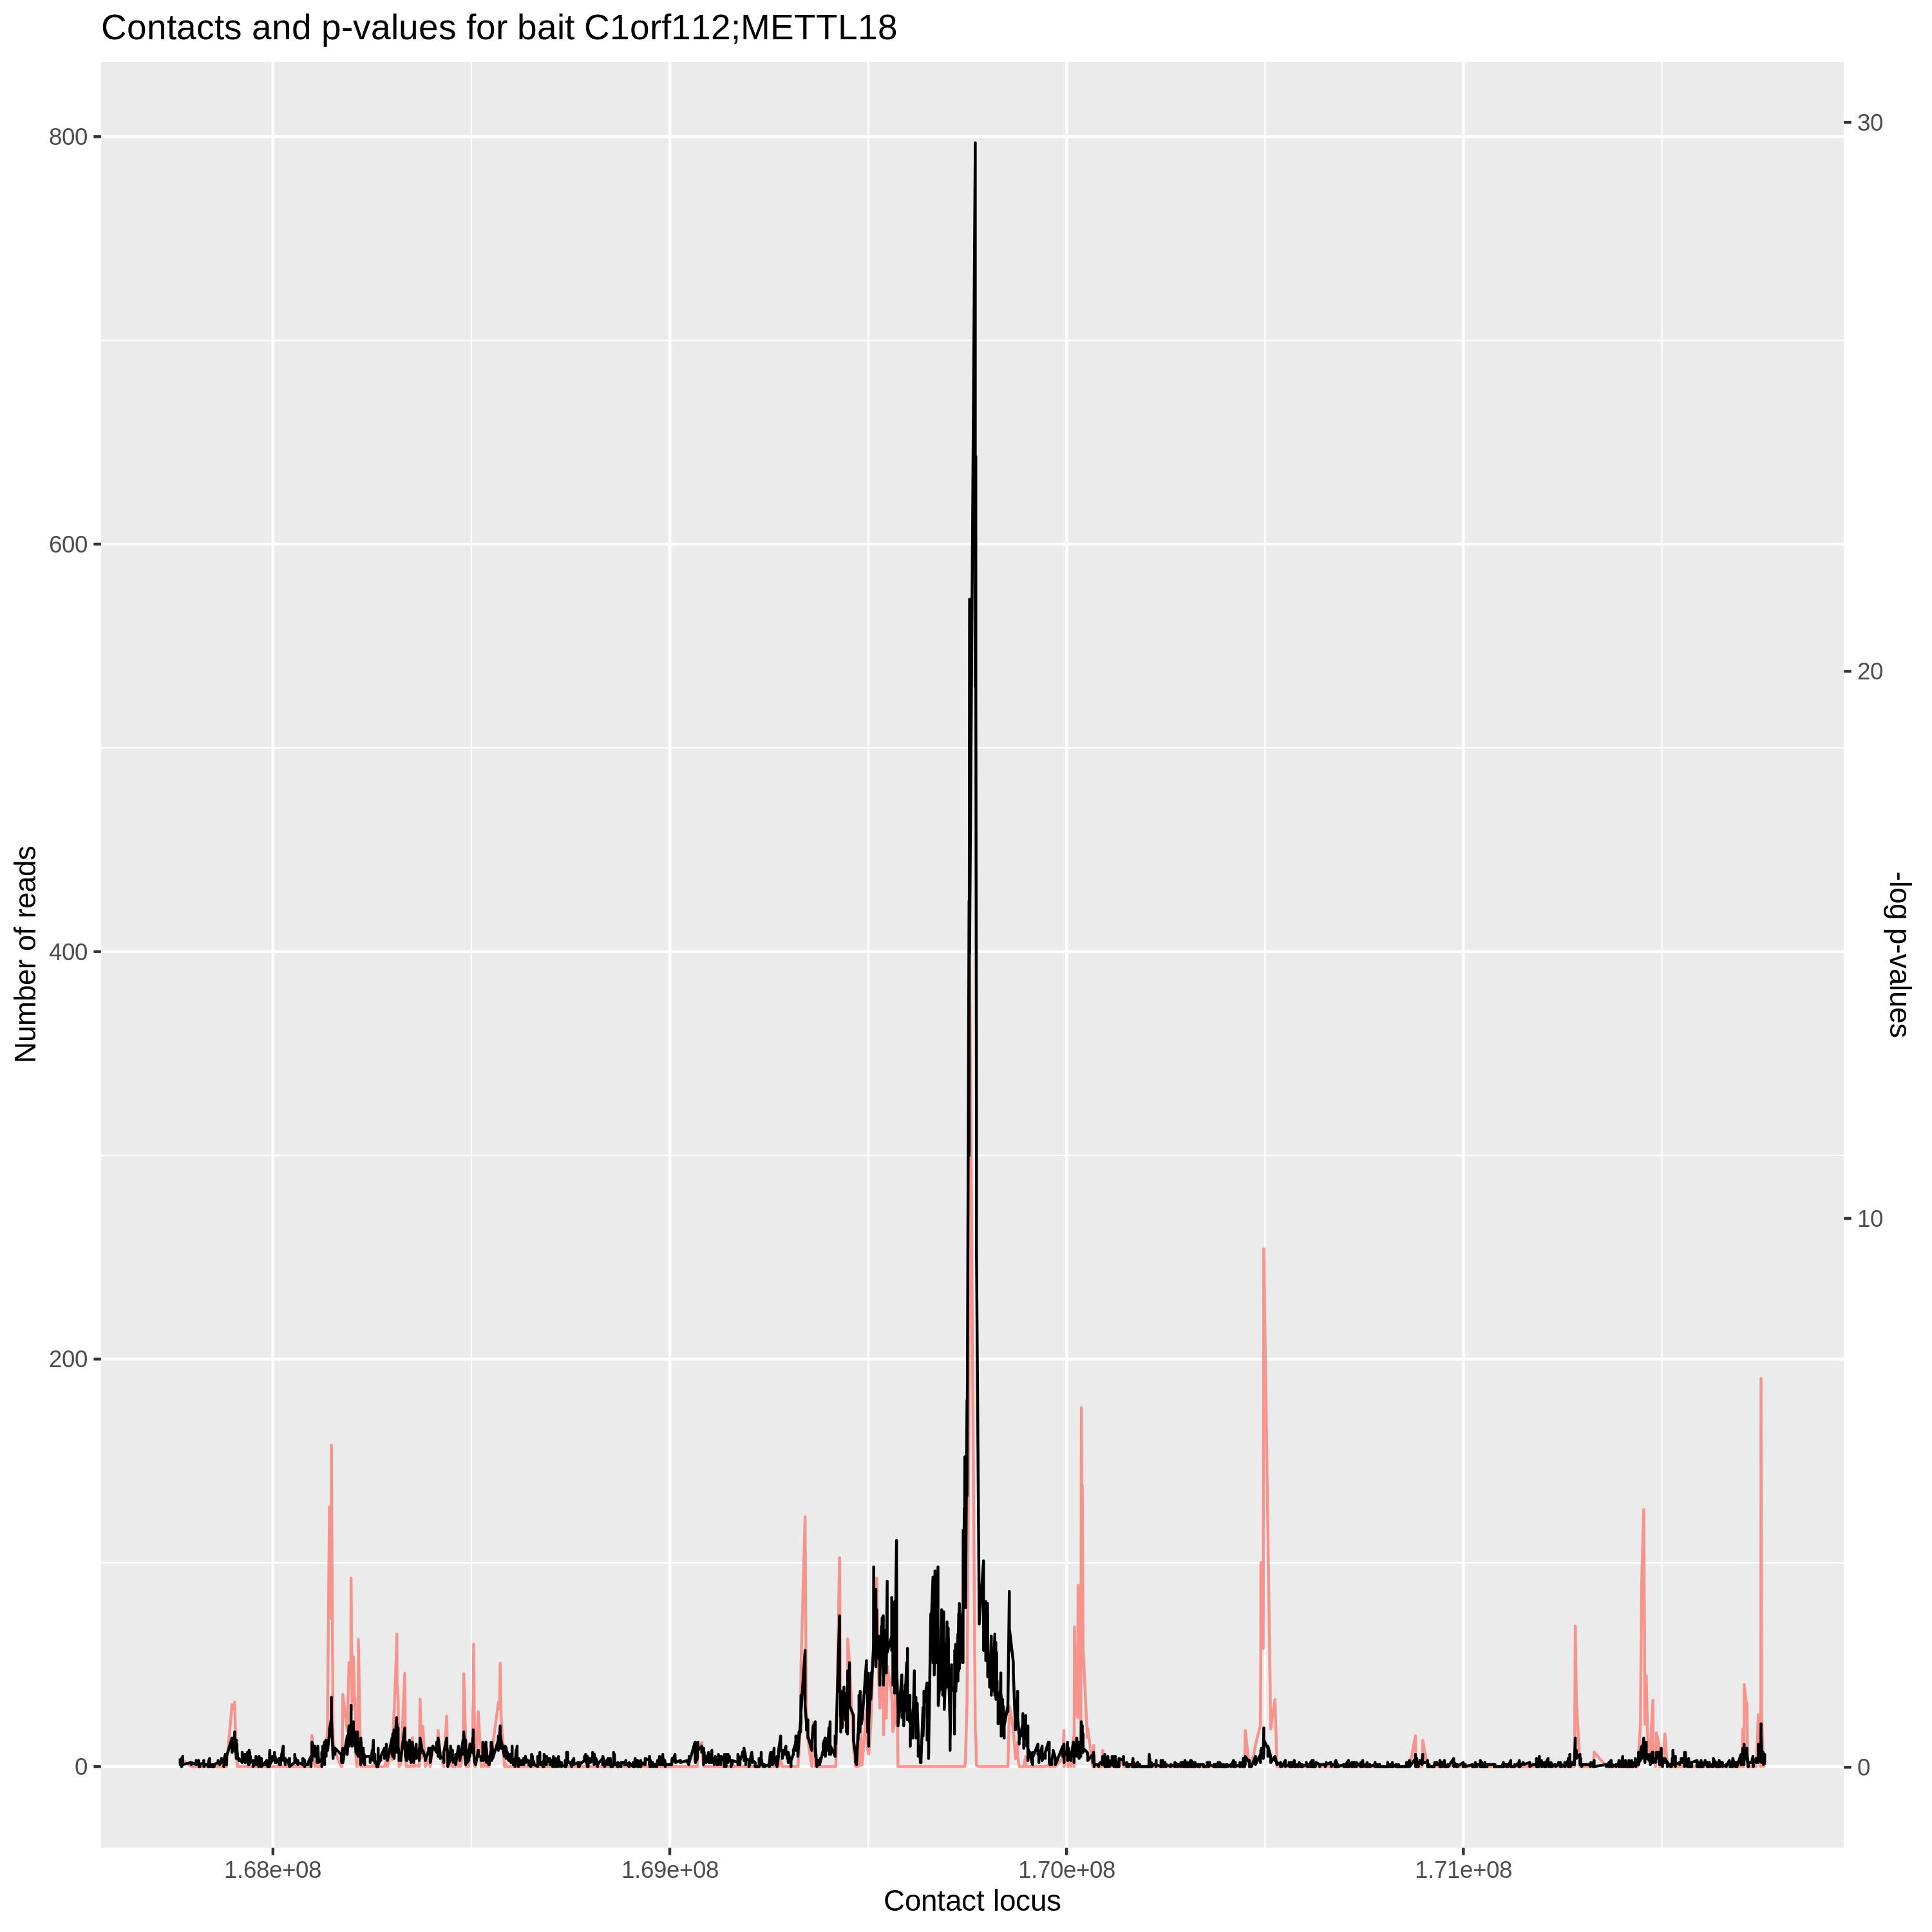 Contacts and p-values for bait C1orf112;METTL18
800
600
400
200
0
Number of reads
30
20
10
0
-log p-values
1.68e+08
1.69e+08
1.70e+08
1.71e+08
Contact locus